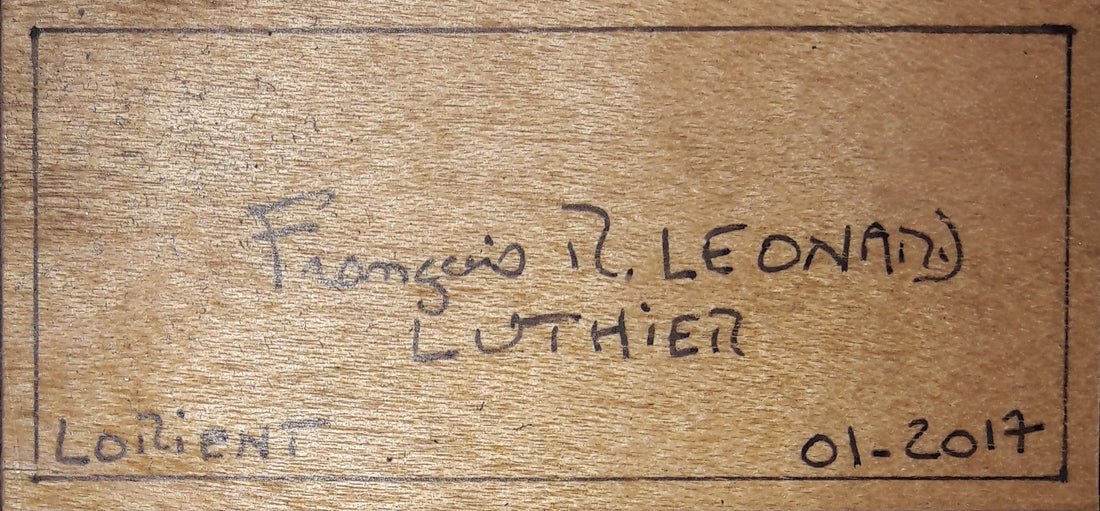 François R. LEONARD
LUTHiER
LORiENT
01-2017